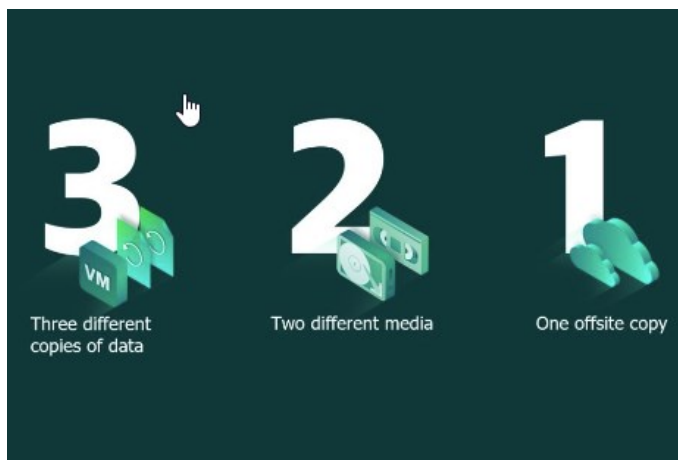 3
VM
Three different
copies of data
2
Two different media
1
One offsite copy